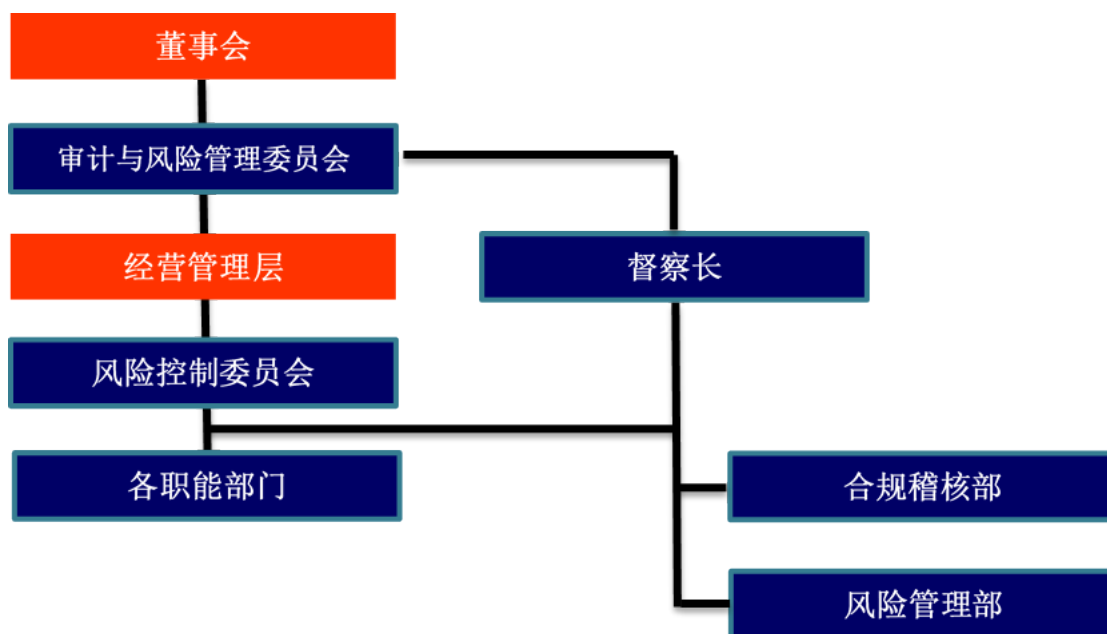 董事会
审计与风险管理委员会
经营管理层
督察长
风险控制委员会
各职能部门
合规稽核部
风险管理部